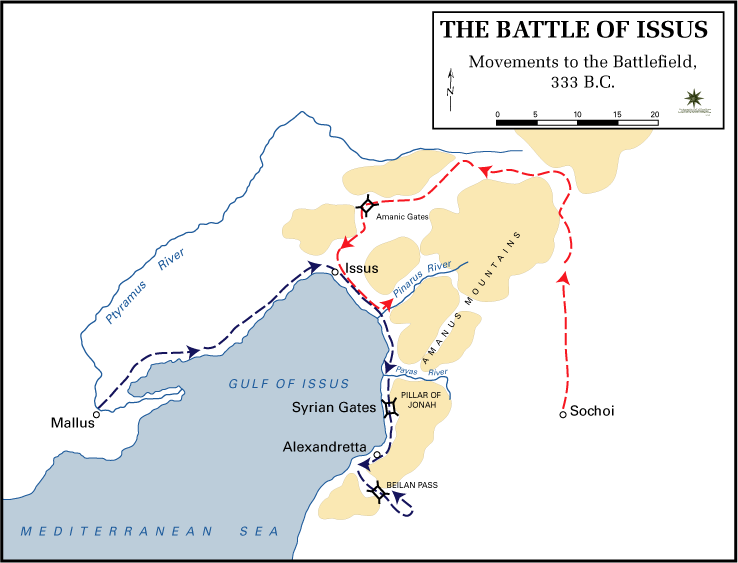 THE BATTLE OF ISSUS
Movements to the Battlefield,
333 B.C.
N
0 5 10 15 20
Amanic Gates
Issus
Pinarus River
AMANUS MOUNTAINS
Ptyramus River
GULF OF ISSUS
Payas River
PILLAR OF
JONAH
Syrian Gates
Mallus
Sochoi
Alexandretta
BEILAN PASS
MEDITERRANEAN SEA